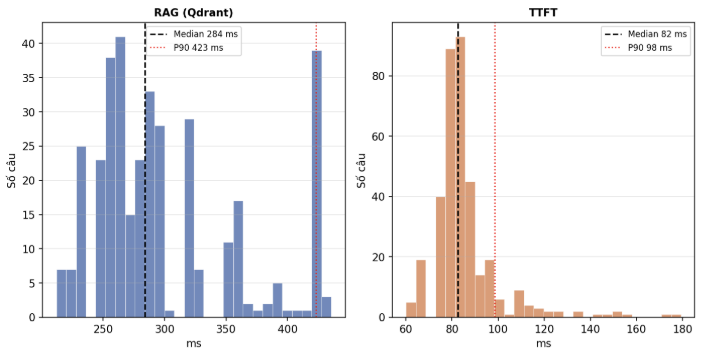 RAG (Qdrant)
Median 284 ms
P90 423 ms
Số câu
40
35
30
25
20
15
10
5
0
250
300
350
400
ms
TTFT
Median 82 ms
P90 98 ms
Số câu
80
60
40
20
0
60
80
100
120
140
160
180
ms